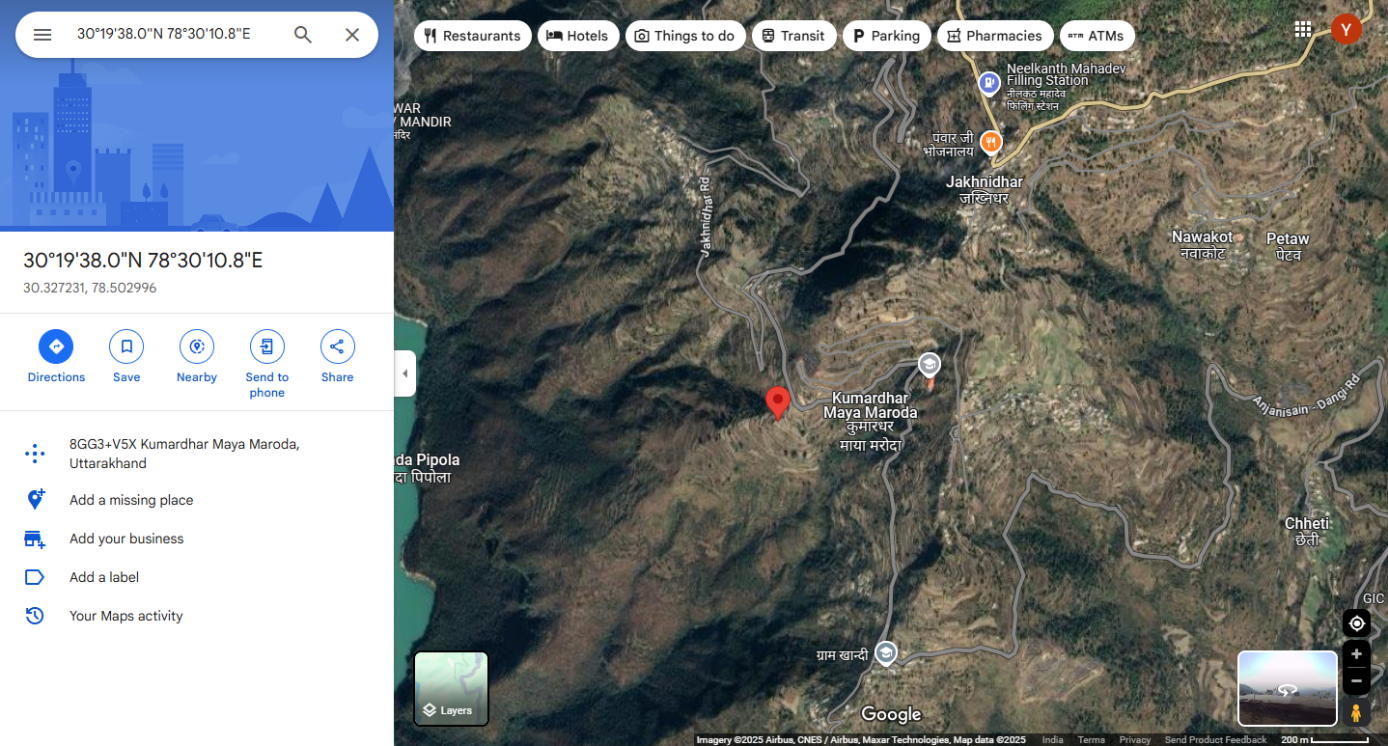 30°19'38.0"N 78°30'10.8"E
30°19'38.0"N 78°30'10.8"E
30.327231, 78.502996
Directions
Save
Nearby
Send to
phone
Share
8GG3+V5X Kumardhar Maya Maroda,
Uttarakhand
Add a missing place
Add your business
Add a label
Your Maps activity
Restaurants
Hotels
Things to do
Transit
Parking
Pharmacies
ATM
ATMs
Y
Neelkanth Mahadev
Filling Station
नीलकंठ महादेव
फिलिंग स्टेशन
WAR
MANDIR
पंवार जी
भोजनालय
Jakhnidhar
जख्निधर
Jakhnidhar Rd
Nawakot
नवाकोट
Petaw
पेटव
Kumardhar
Maya Maroda
कुमारधर
माया मरोदा
Anjanisain - Dangi Rd
da Pipola
दा पिपोला
Chheti
छेती
GIC
ग्राम खान्दी
Layers
Google
Imagery ©2025 Airbus, CNES / Airbus, Maxar Technologies, Map data ©2025
India
Terms
Privacy
Send Product Feedback
200 m